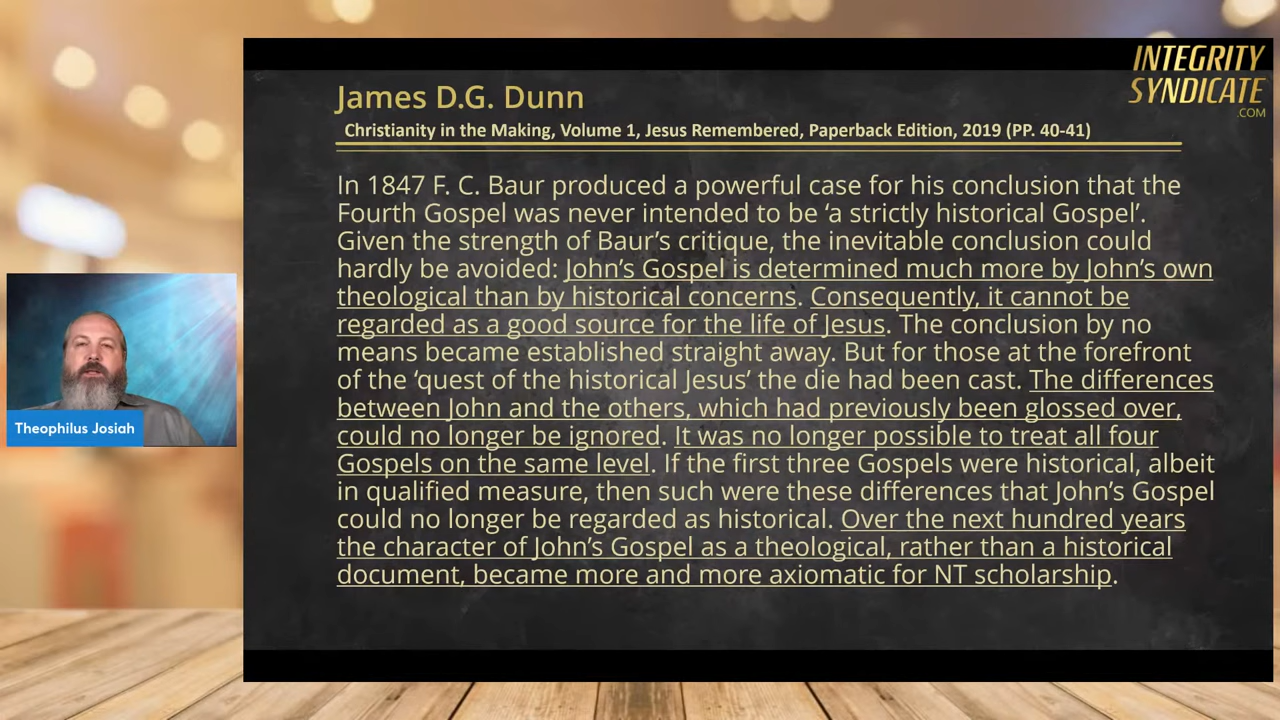 INTEGRITY
SYNDICATE
.COM
James D.G. Dunn
Christianity in the Making, Volume 1, Jesus Remembered, Paperback Edition, 2019 (PP. 40-41)
In 1847 F. C. Baur produced a powerful case for his conclusion that the
Fourth Gospel was never intended to be ‘a strictly historical Gospel’.
Given the strength of Baur’s critique, the inevitable conclusion could
hardly be avoided: John’s Gospel is determined much more by John’s own
theological than by historical concerns. Consequently, it cannot be
regarded as a good source for the life of Jesus. The conclusion by no
means became established straight away. But for those at the forefront
of the ‘quest of the historical Jesus’ the die had been cast. The differences
between John and the others, which had previously been glossed over,
could no longer be ignored. It was no longer possible to treat all four
Gospels on the same level. If the first three Gospels were historical, albeit
in qualified measure, then such were these differences that John’s Gospel
could no longer be regarded as historical. Over the next hundred years
the character of John’s Gospel as a theological, rather than a historical
document, became more and more axiomatic for NT scholarship.
Theophilus Josiah